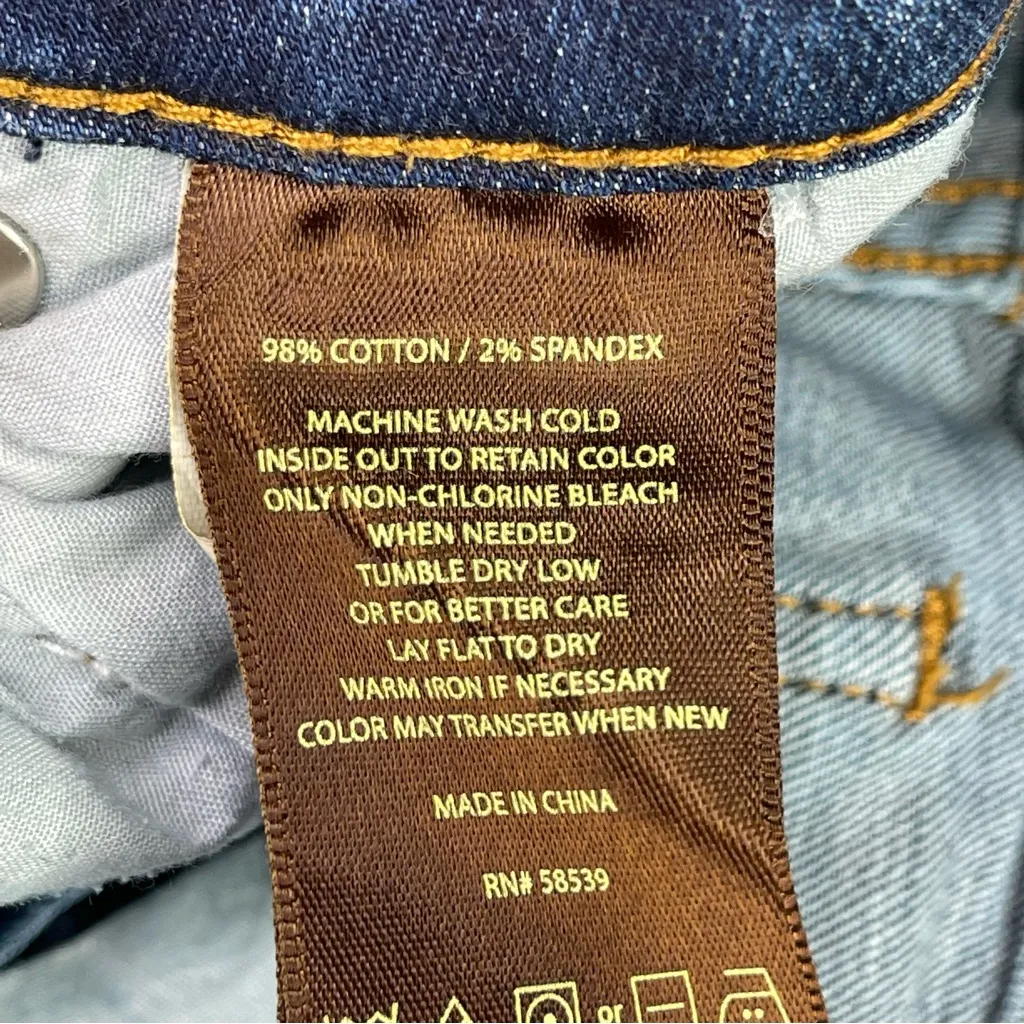 98% COTTON / 2% SPANDEX
MACHINE WASH COLD
INSIDE OUT TO RETAIN COLOR
ONLY NON-CHLORINE BLEACH
WHEN NEEDED
TUMBLE DRY LOW
OR FOR BETTER CARE
LAY FLAT TO DRY
WARM IRON IF NECESSARY
COLOR MAY TRANSFER WHEN NEW
MADE IN CHINA
RN# 58539
or